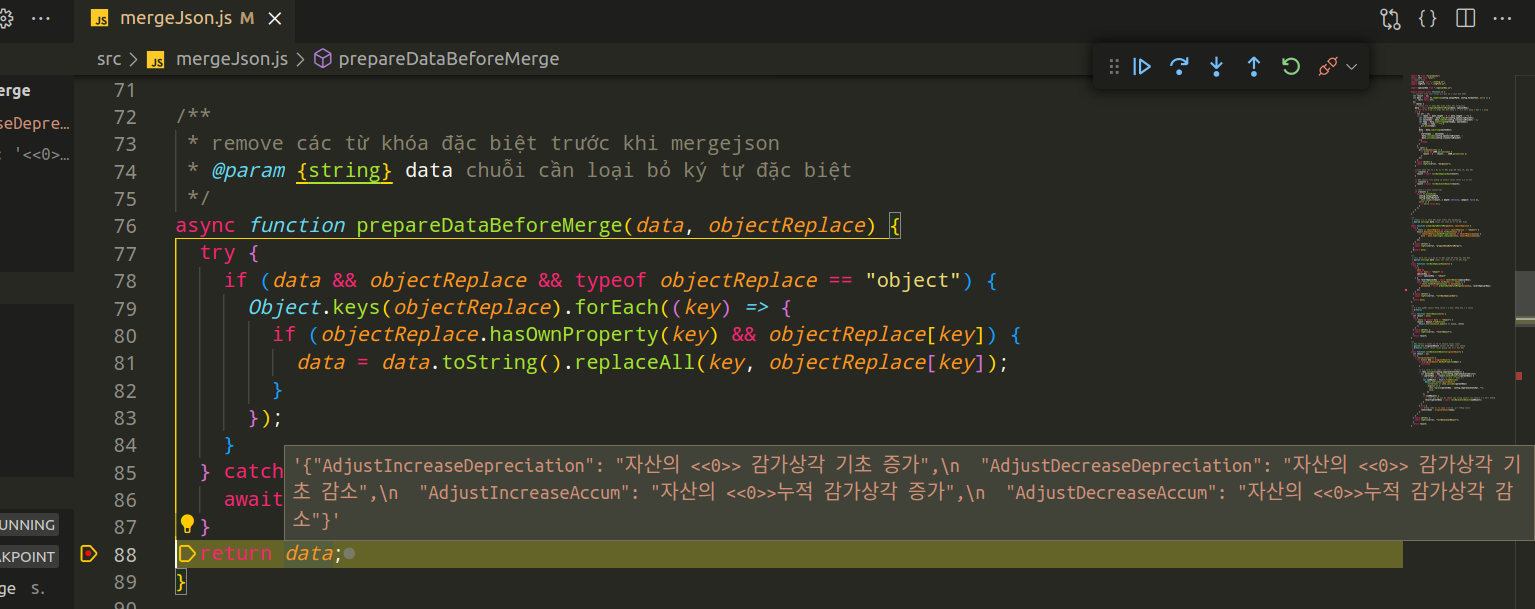 mergeJson.js M
src > mergeJson.js > prepareDataBeforeMerge
erge
seDepre…
: '<<0>…
UNNING
KPOINT
ge S.
71
72 /**
73 * remove các từ khóa đặc biệt trước khi mergejson
74 * @param {string} data chuỗi cần loại bỏ ký tự đặc biệt
75 */
76 async function prepareDataBeforeMerge(data, objectReplace) {
77 try {
78 if (data && objectReplace && typeof objectReplace == "object") {
79 Object.keys(objectReplace).forEach((key) => {
80 if (objectReplace.hasOwnProperty(key) && objectReplace[key]) {
81 data = data.toString().replaceAll(key, objectReplace[key]);
82 }
83 });
84 }
85 } catch
86 await
87 }
'{"AdjustIncreaseDepreciation": "자산의 <<0>> 감가상각 기초 증가",\n  "AdjustDecreaseDepreciation": "자산의 <<0>> 감가상각 기
초 감소",\n  "AdjustIncreaseAccum": "자산의 <<0>>누적 감가상각 증가",\n  "AdjustDecreaseAccum": "자산의 <<0>>누적 감가상각 감
소"}'
88 return data;
89 }
90